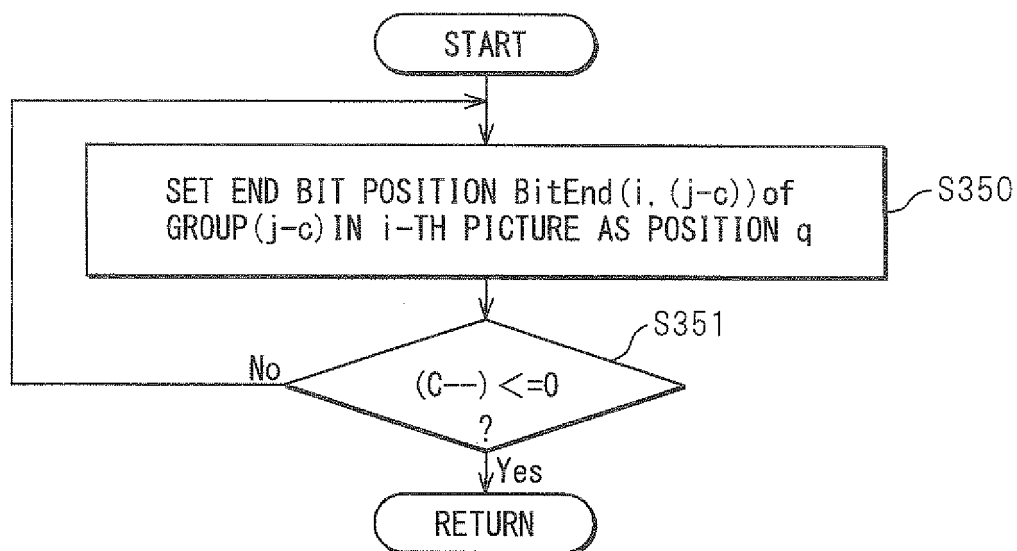 START
SET END BIT POSITION BitEnd(i, (j-c))of
GROUP(j-c)IN i-TH PICTURE AS POSITION q
S350
S351
No
(C--)<=0
?
Yes
RETURN